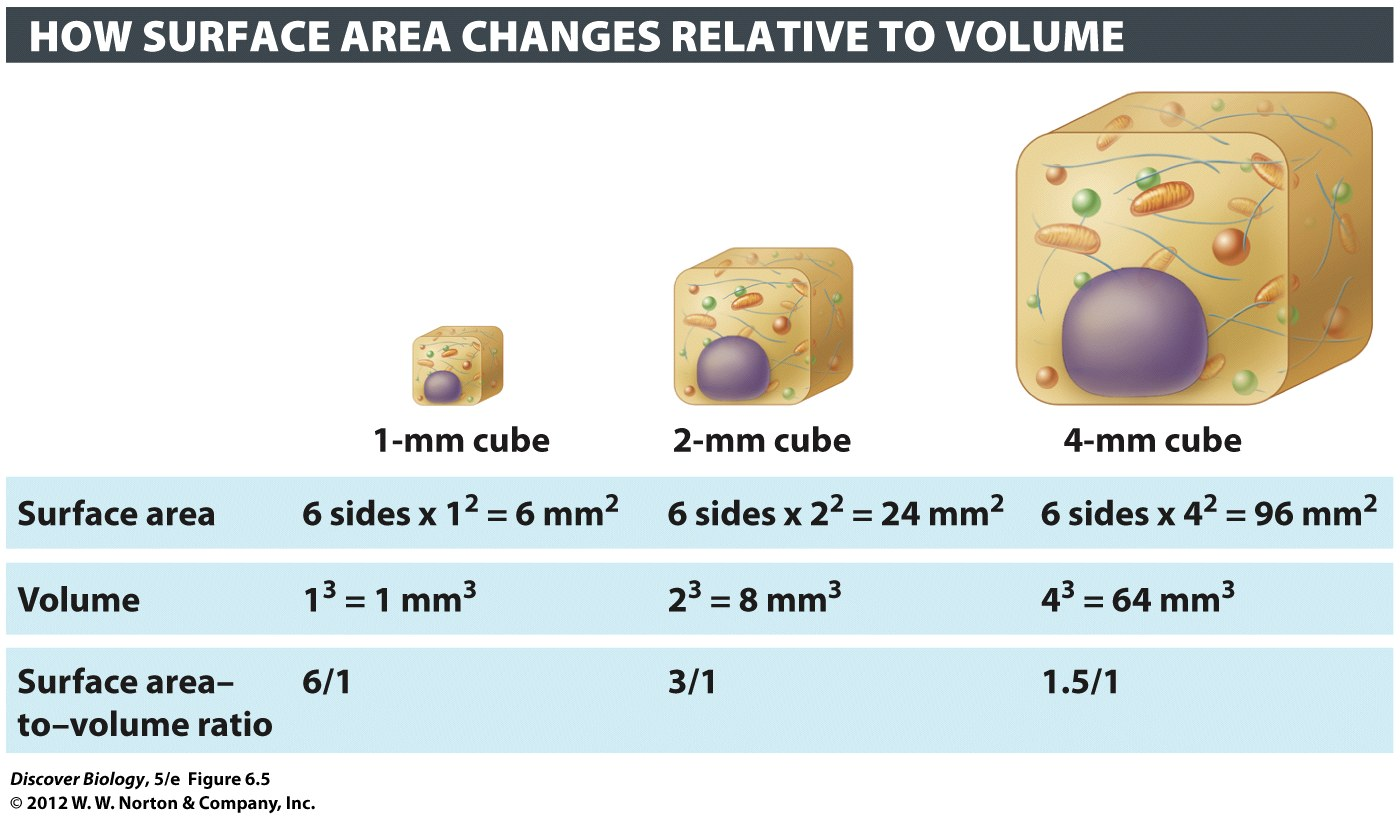 HOW SURFACE AREA CHANGES RELATIVE TO VOLUME
1-mm cube 2-mm cube 4-mm cube
Surface area 6 sides x 1² = 6 mm² 6 sides x 2² = 24 mm² 6 sides x 4² = 96 mm²
Volume 1³ = 1 mm³ 2³ = 8 mm³ 4³ = 64 mm³
Surface area– 6/1 3/1 1.5/1
to–volume ratio
Discover Biology, 5/e Figure 6.5
© 2012 W. W. Norton & Company, Inc.